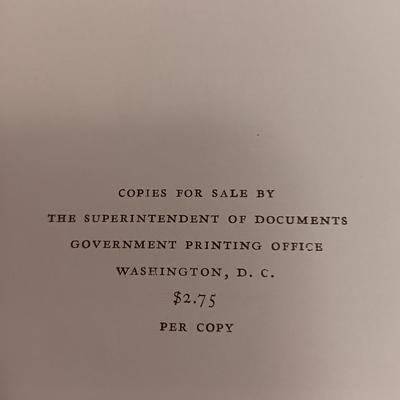 COPIES FOR SALE BY
THE SUPERINTENDENT OF DOCUMENTS
GOVERNMENT PRINTING OFFICE
WASHINGTON, D. C.
$2.75
PER COPY